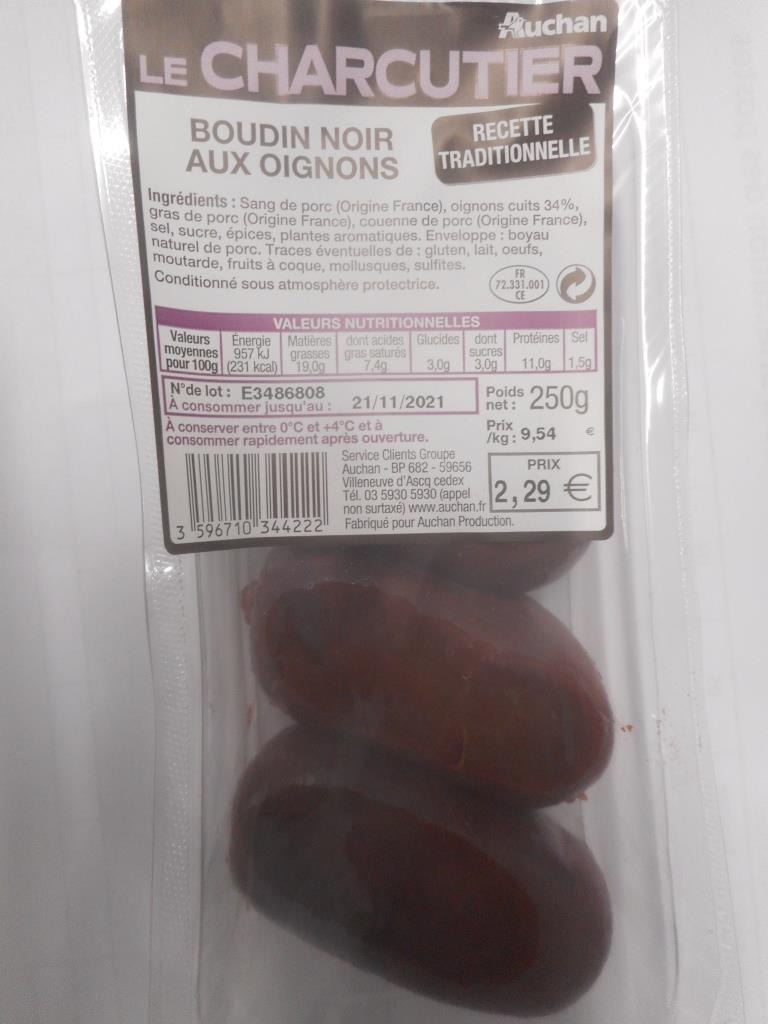 Auchan
LE CHARCUTIER
BOUDIN NOIR
AUX OIGNONS
RECETTE
TRADITIONNELLE
Ingrédients : Sang de porc (Origine France), oignons cuits 34%,
gras de porc (Origine France), couenne de porc (Origine France),
sel, sucre, épices, plantes aromatiques. Enveloppe : boyau
naturel de porc. Traces éventuelles de : gluten, lait, oeufs,
moutarde, fruits à coque, mollusques, sulfites.
Conditionné sous atmosphère protectrice.
FR
72.331.001
CE
VALEURS NUTRITIONNELLES
Valeurs moyennes pour 100g Énergie 957 kJ (231 kcal) Matières grasses 19,0g dont acides gras saturés 7,4g Glucides 3,0g dont sucres 3,0g Protéines 11,0g Sel 1,5g
N°de lot : E3486808
À consommer jusqu'au : 21/11/2021
Poids
net : 250g
À conserver entre 0°C et +4°C et à
consommer rapidement après ouverture.
Prix
/kg : 9,54 €
PRIX
2,29 €
Service Clients Groupe
Auchan - BP 682 - 59656
Villeneuve d'Ascq cedex
Tél. 03 5930 5930 (appel
non surtaxé) www.auchan.fr
Fabriqué pour Auchan Production.
3 596710 344222